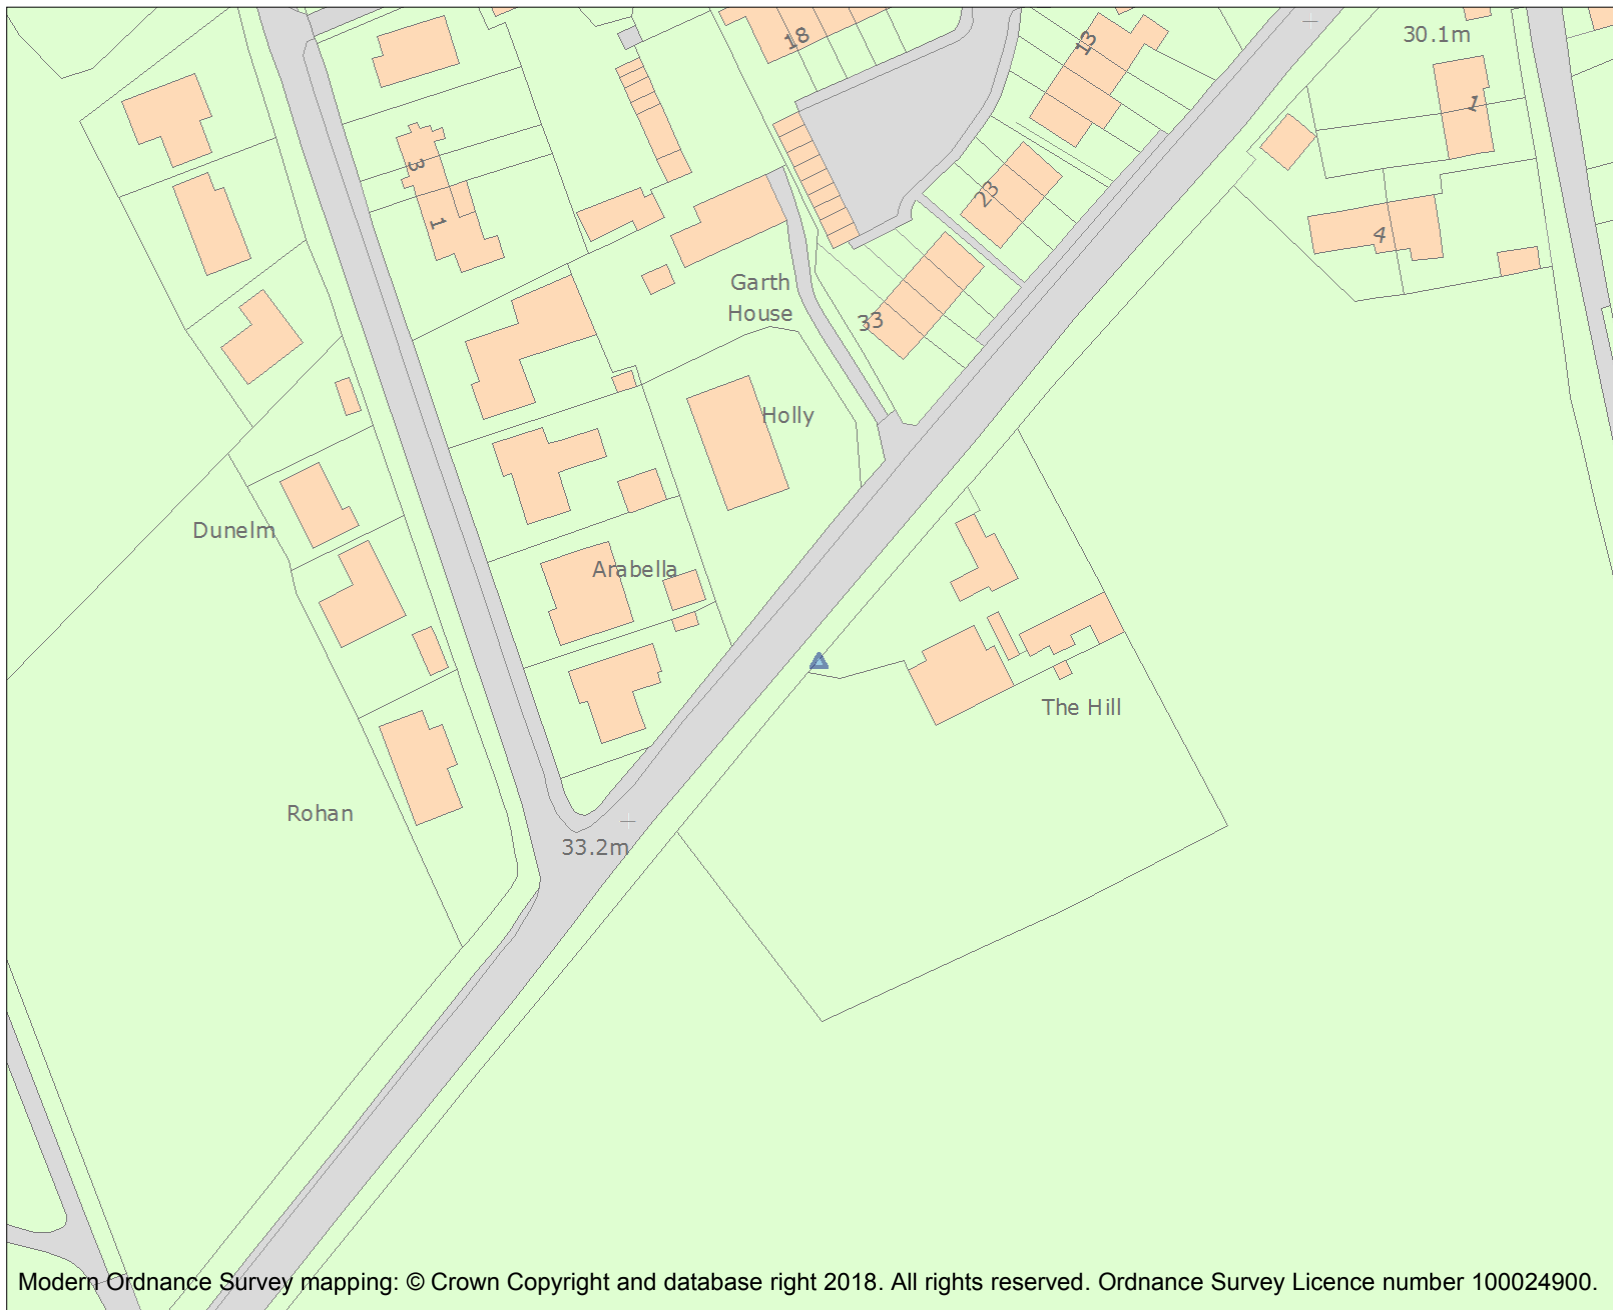 30.1m
18
13
1
3
1
23
4
Garth
House
33
Holly
Dunelm
Arabella
The Hill
Rohan
33.2m
Modern Ordnance Survey mapping: © Crown Copyright and database right 2018. All rights reserved. Ordnance Survey Licence number 100024900.